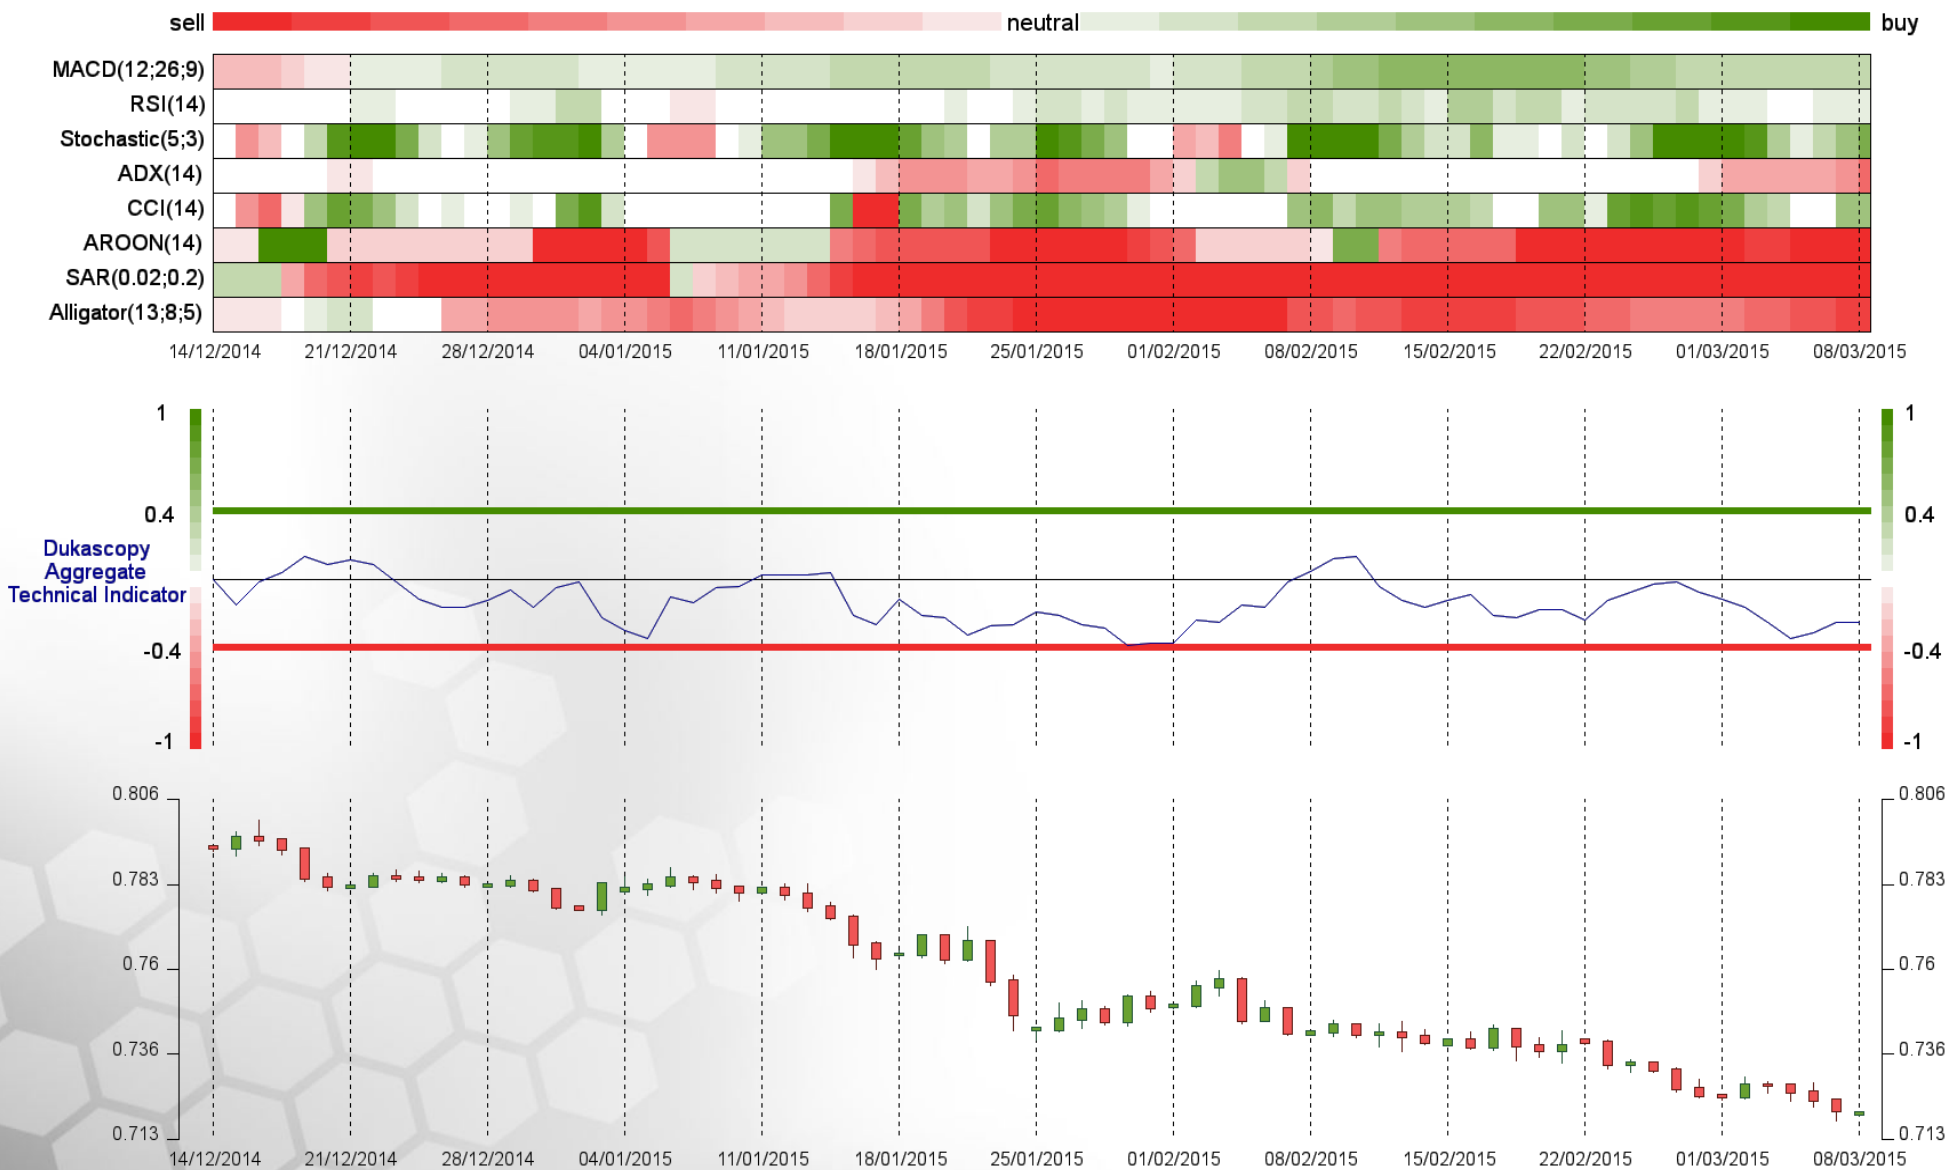 sell neutral buy
MACD(12;26;9)
RSI(14)
Stochastic(5;3)
ADX(14)
CCI(14)
AROON(14)
SAR(0.02;0.2)
Alligator(13;8;5)
14/12/2014 21/12/2014 28/12/2014 04/01/2015 11/01/2015 18/01/2015 25/01/2015 01/02/2015 08/02/2015 15/02/2015 22/02/2015 01/03/2015 08/03/2015
1 1
0.4 0.4
Dukascopy
Aggregate
Technical Indicator
-0.4 -0.4
-1 -1
0.806 0.806
0.783 0.783
0.76 0.76
0.736 0.736
0.713 0.713
14/12/2014 21/12/2014 28/12/2014 04/01/2015 11/01/2015 18/01/2015 25/01/2015 01/02/2015 08/02/2015 15/02/2015 22/02/2015 01/03/2015 08/03/2015